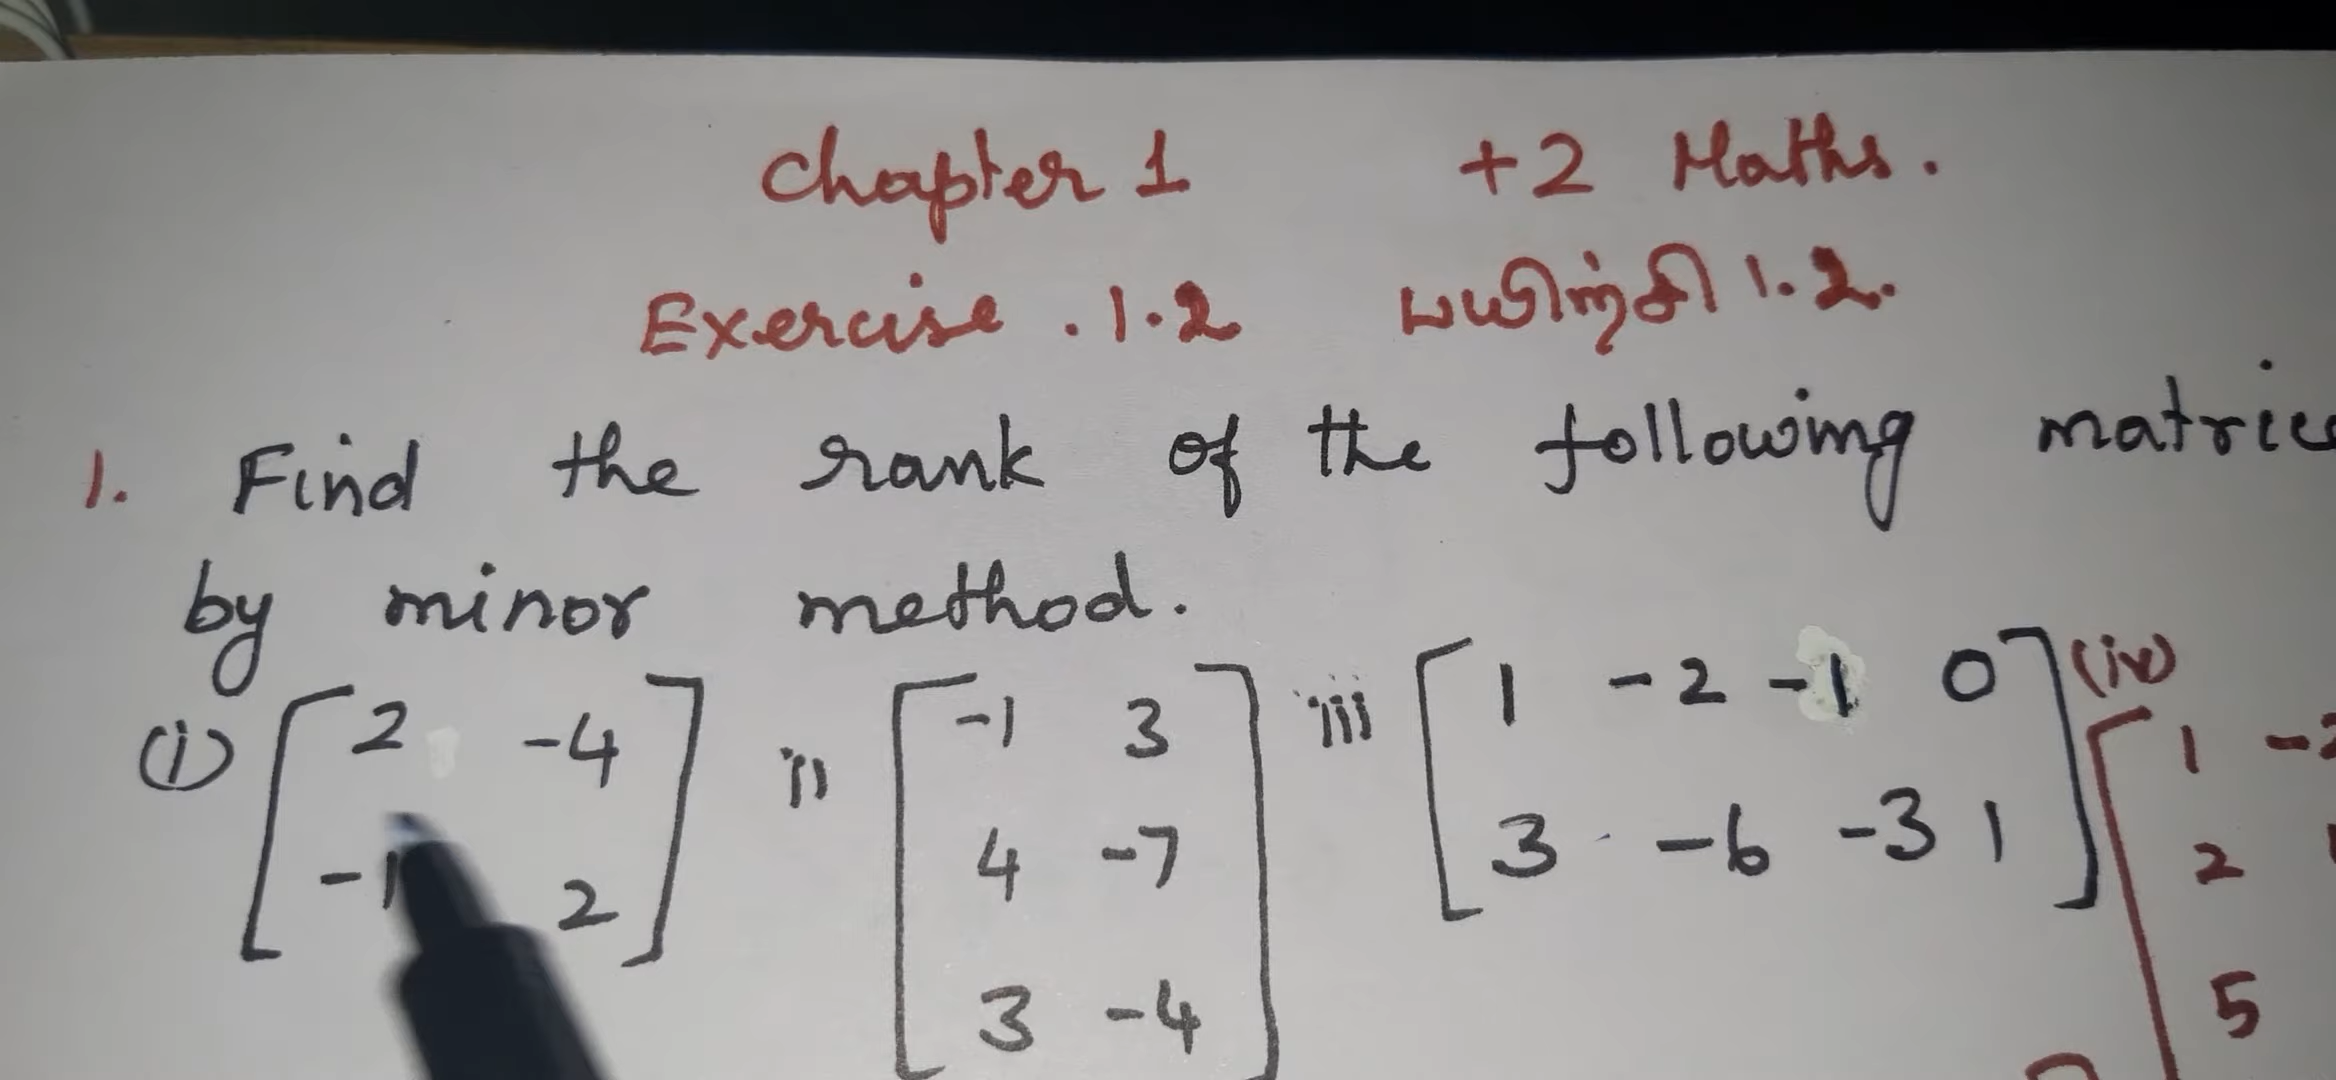 Chapter 1 +2 Maths.
Exercise . 1.2 பயிற்சி 1.2.
1. Find the rank of the following matrice
by minor method.
(i) [ 2 -4 ] ii [ -1 3 ] iii [ 1 -2 -1 0 ] (iv)
[ 1 -2
-1 2 4 -7 3 -6 -3 1 2
3 -4 5